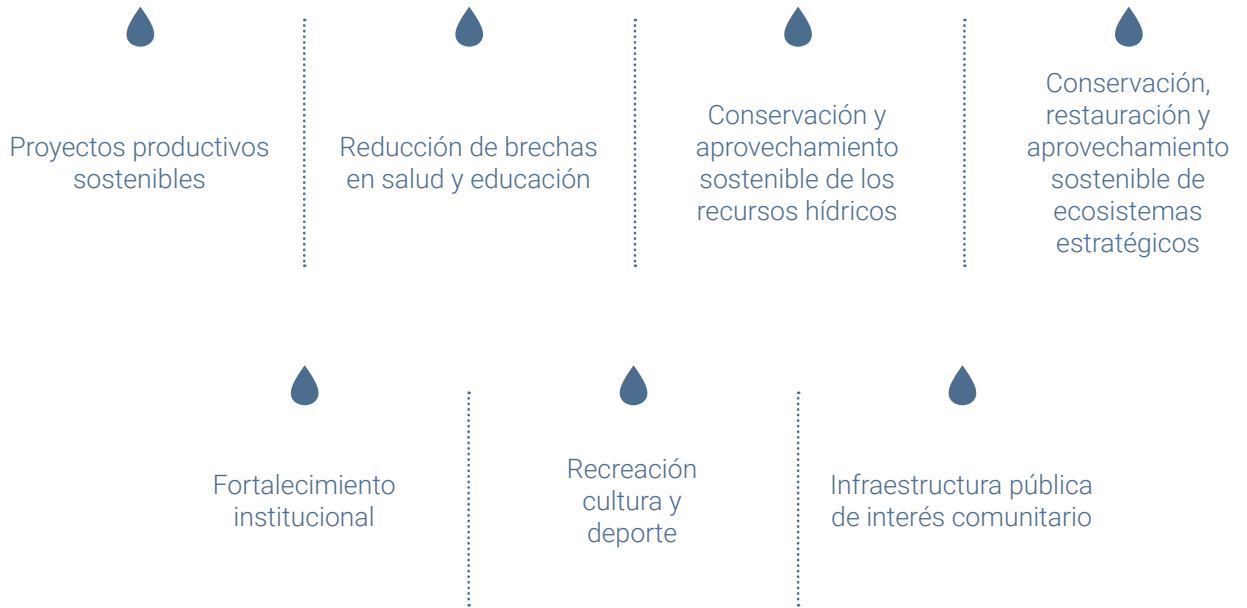 Proyectos productivos
sostenibles
Reducción de brechas
en salud y educación
Conservación y
aprovechamiento
sostenible de los
recursos hídricos
Conservación,
restauración y
aprovechamiento
sostenible de
ecosistemas
estratégicos
Fortalecimiento
institucional
Recreación
cultura y
deporte
Infraestructura pública
de interés comunitario